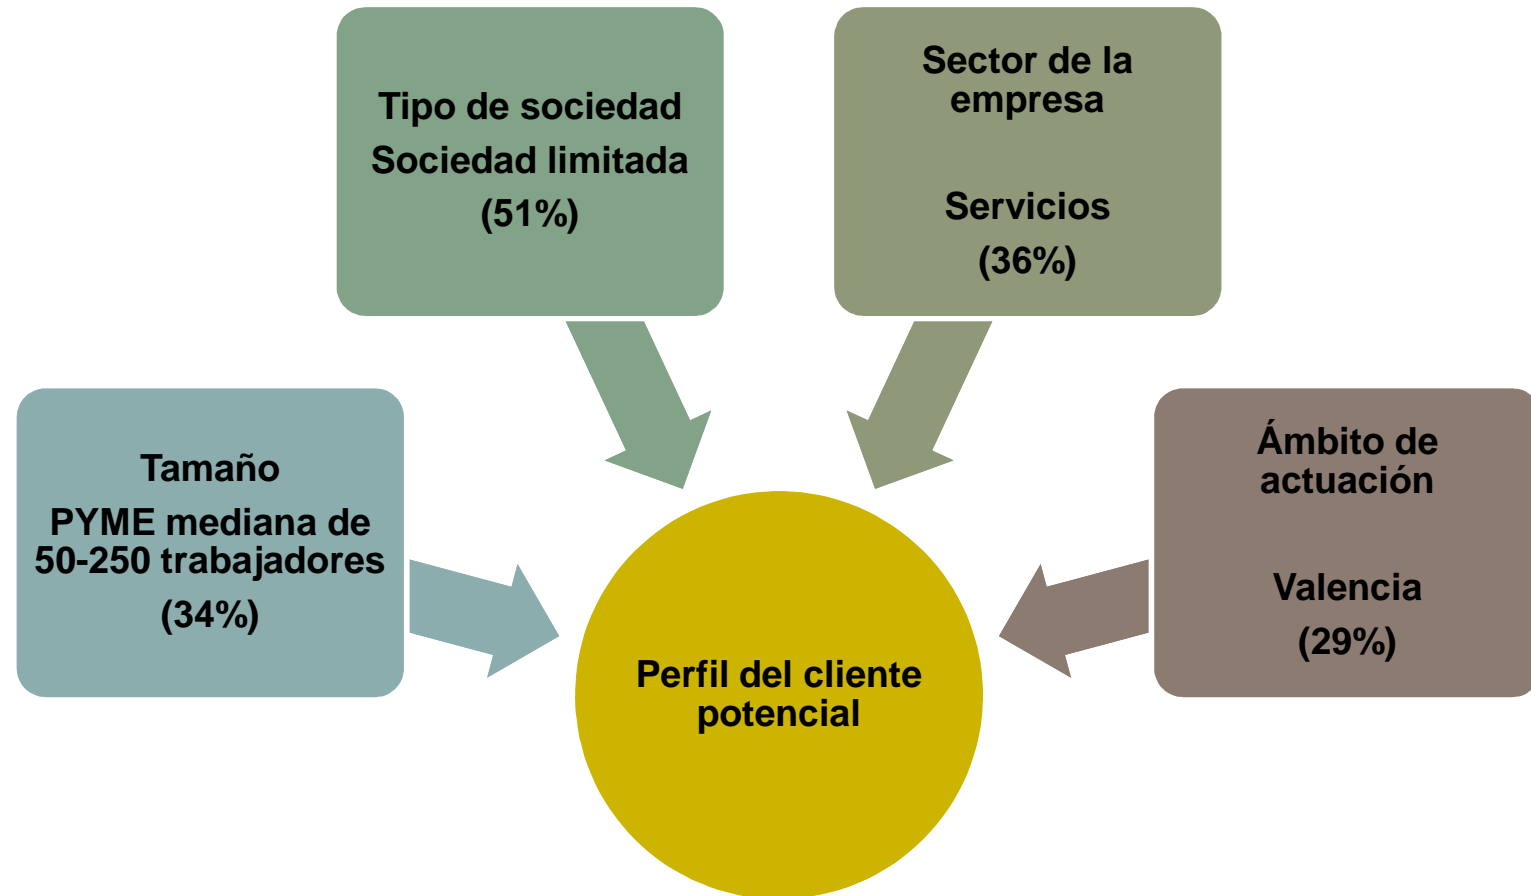 Tipo de sociedad
Sociedad limitada
(51%)
Sector de la
empresa
Servicios
(36%)
Tamaño
PYME mediana de
50-250 trabajadores
(34%)
Ámbito de
actuación
Valencia
(29%)
Perfil del cliente
potencial